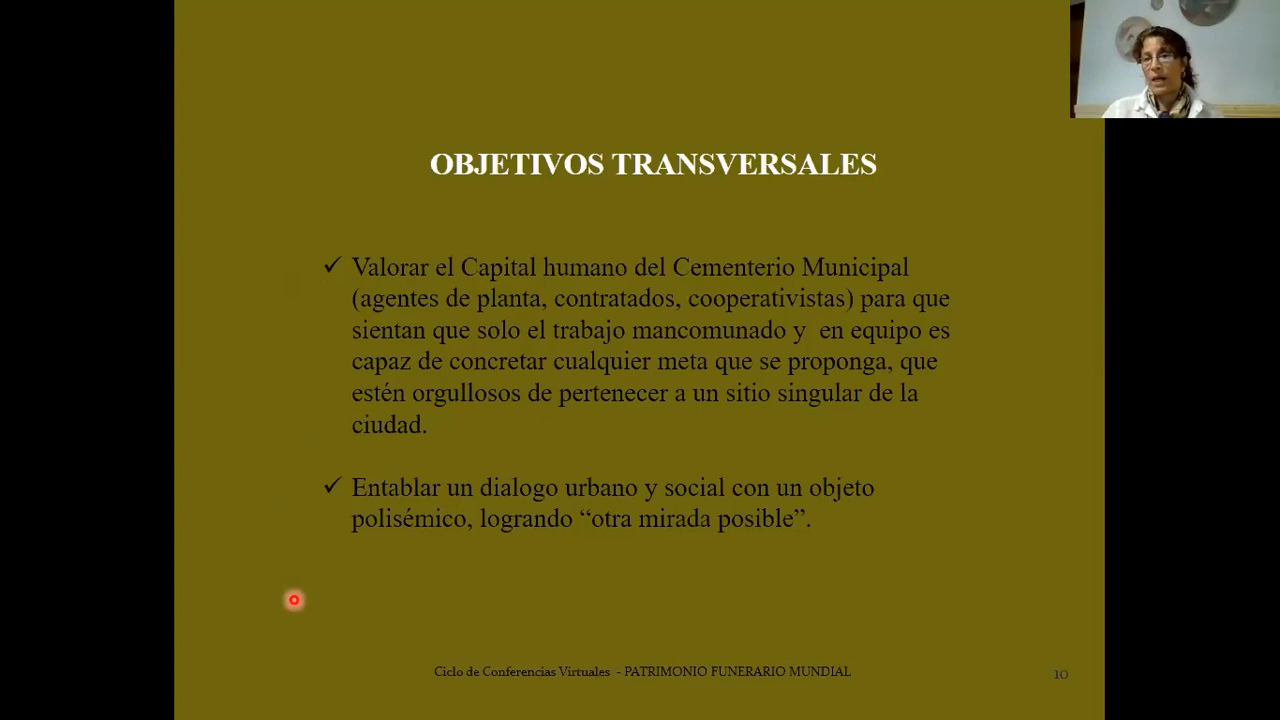 OBJETIVOS TRANSVERSALES
✓ Valorar el Capital humano del Cementerio Municipal
(agentes de planta, contratados, cooperativistas) para que
sientan que solo el trabajo mancomunado y  en equipo es
capaz de concretar cualquier meta que se proponga, que
estén orgullosos de pertenecer a un sitio singular de la
ciudad.
✓ Entablar un dialogo urbano y social con un objeto
polisémico, logrando “otra mirada posible”.
Ciclo de Conferencias Virtuales  - PATRIMONIO FUNERARIO MUNDIAL
10